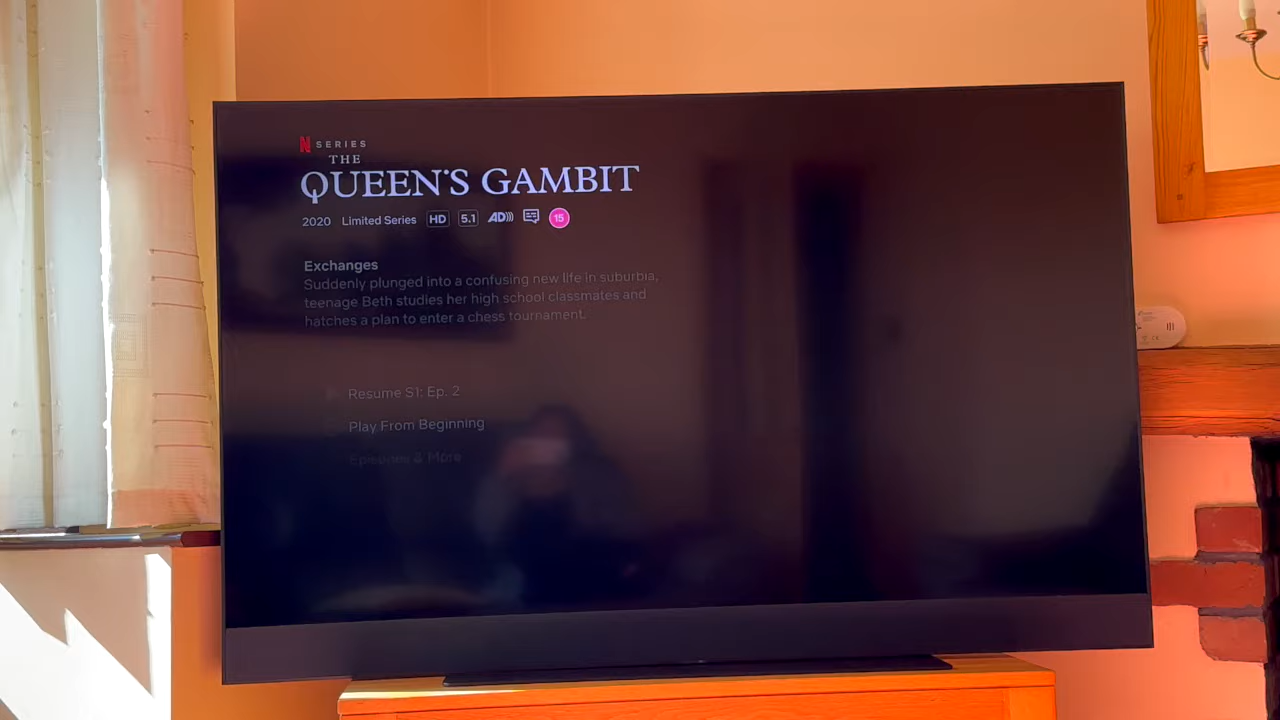 N SERIES
THE
QUEEN'S GAMBIT
2020 Limited Series HD 5.1 AD 15
Exchanges
Suddenly plunged into a confusing new life in suburbia,
teenage Beth studies her high school classmates and
hatches a plan to enter a chess tournament.
Resume S1: Ep. 2
Play From Beginning
Episodes & More